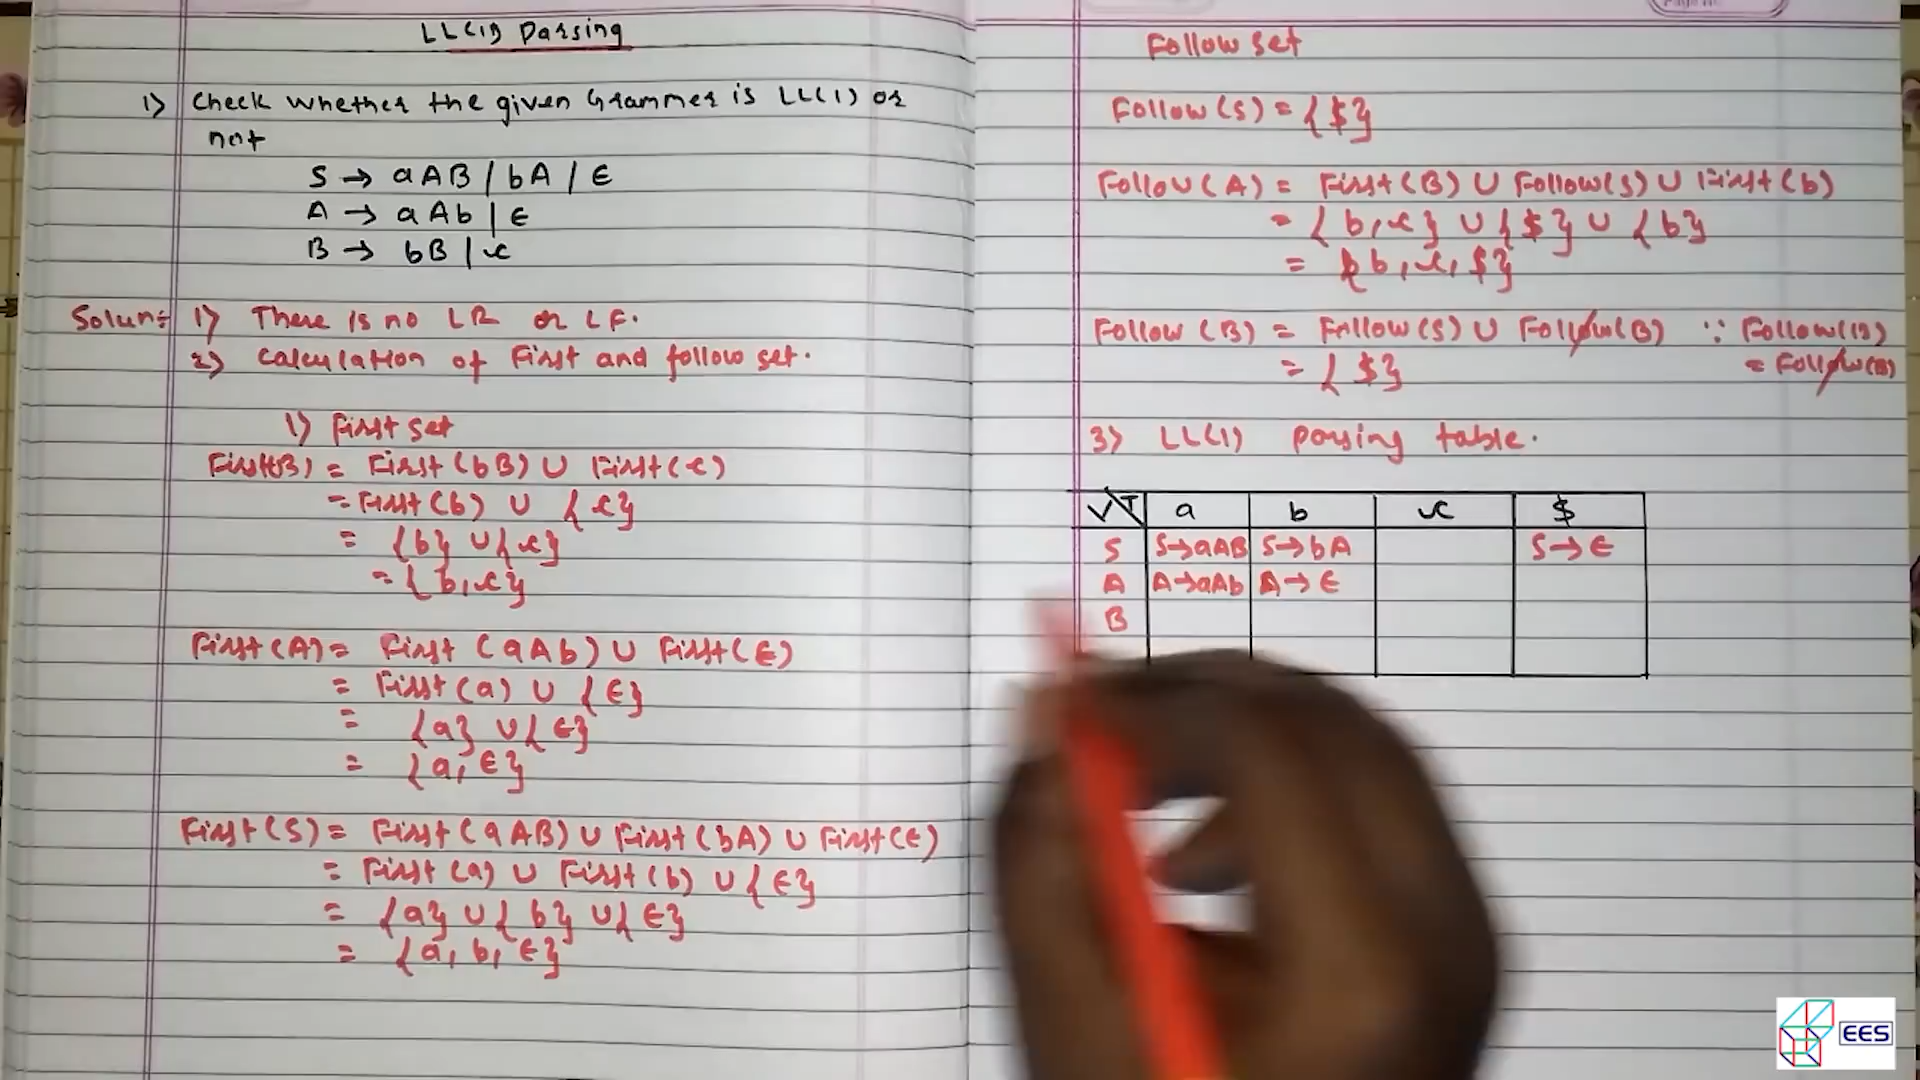 LL(1) Parsing
1) Check whether the given Grammer is LL(1) or
not
S → aAB | bA | ε
A → aAb | ε
B → bB | c
Solun:- 1) There is no LR or LF.
2) Calculation of First and follow set.
1) First set
First(B) = First(bB) ∪ First(c)
= First(b) ∪ {c}
= {b} ∪ {c}
= {b,c}
First(A) = First(aAb) ∪ First(ε)
= First(a) ∪ {ε}
= {a} ∪ {ε}
= {a, ε}
First(S) = First(aAB) ∪ First(bA) ∪ First(ε)
= First(a) ∪ First(b) ∪ {ε}
= {a} ∪ {b} ∪ {ε}
= {a, b, ε}
Follow set
Follow(S) = {$}
Follow(A) = First(B) ∪ Follow(S) ∪ First(b)
= {b,c} ∪ {$} ∪ {b}
= {b, c, $}
Follow(B) = Follow(S) ∪ Follow(B) ∵ Follow(B)
= {$} = Follow(B)
3) LL(1) parsing table.
V T a b c $
S S→aAB S→bA S→ε
A A→aAb A→ε
B
EES